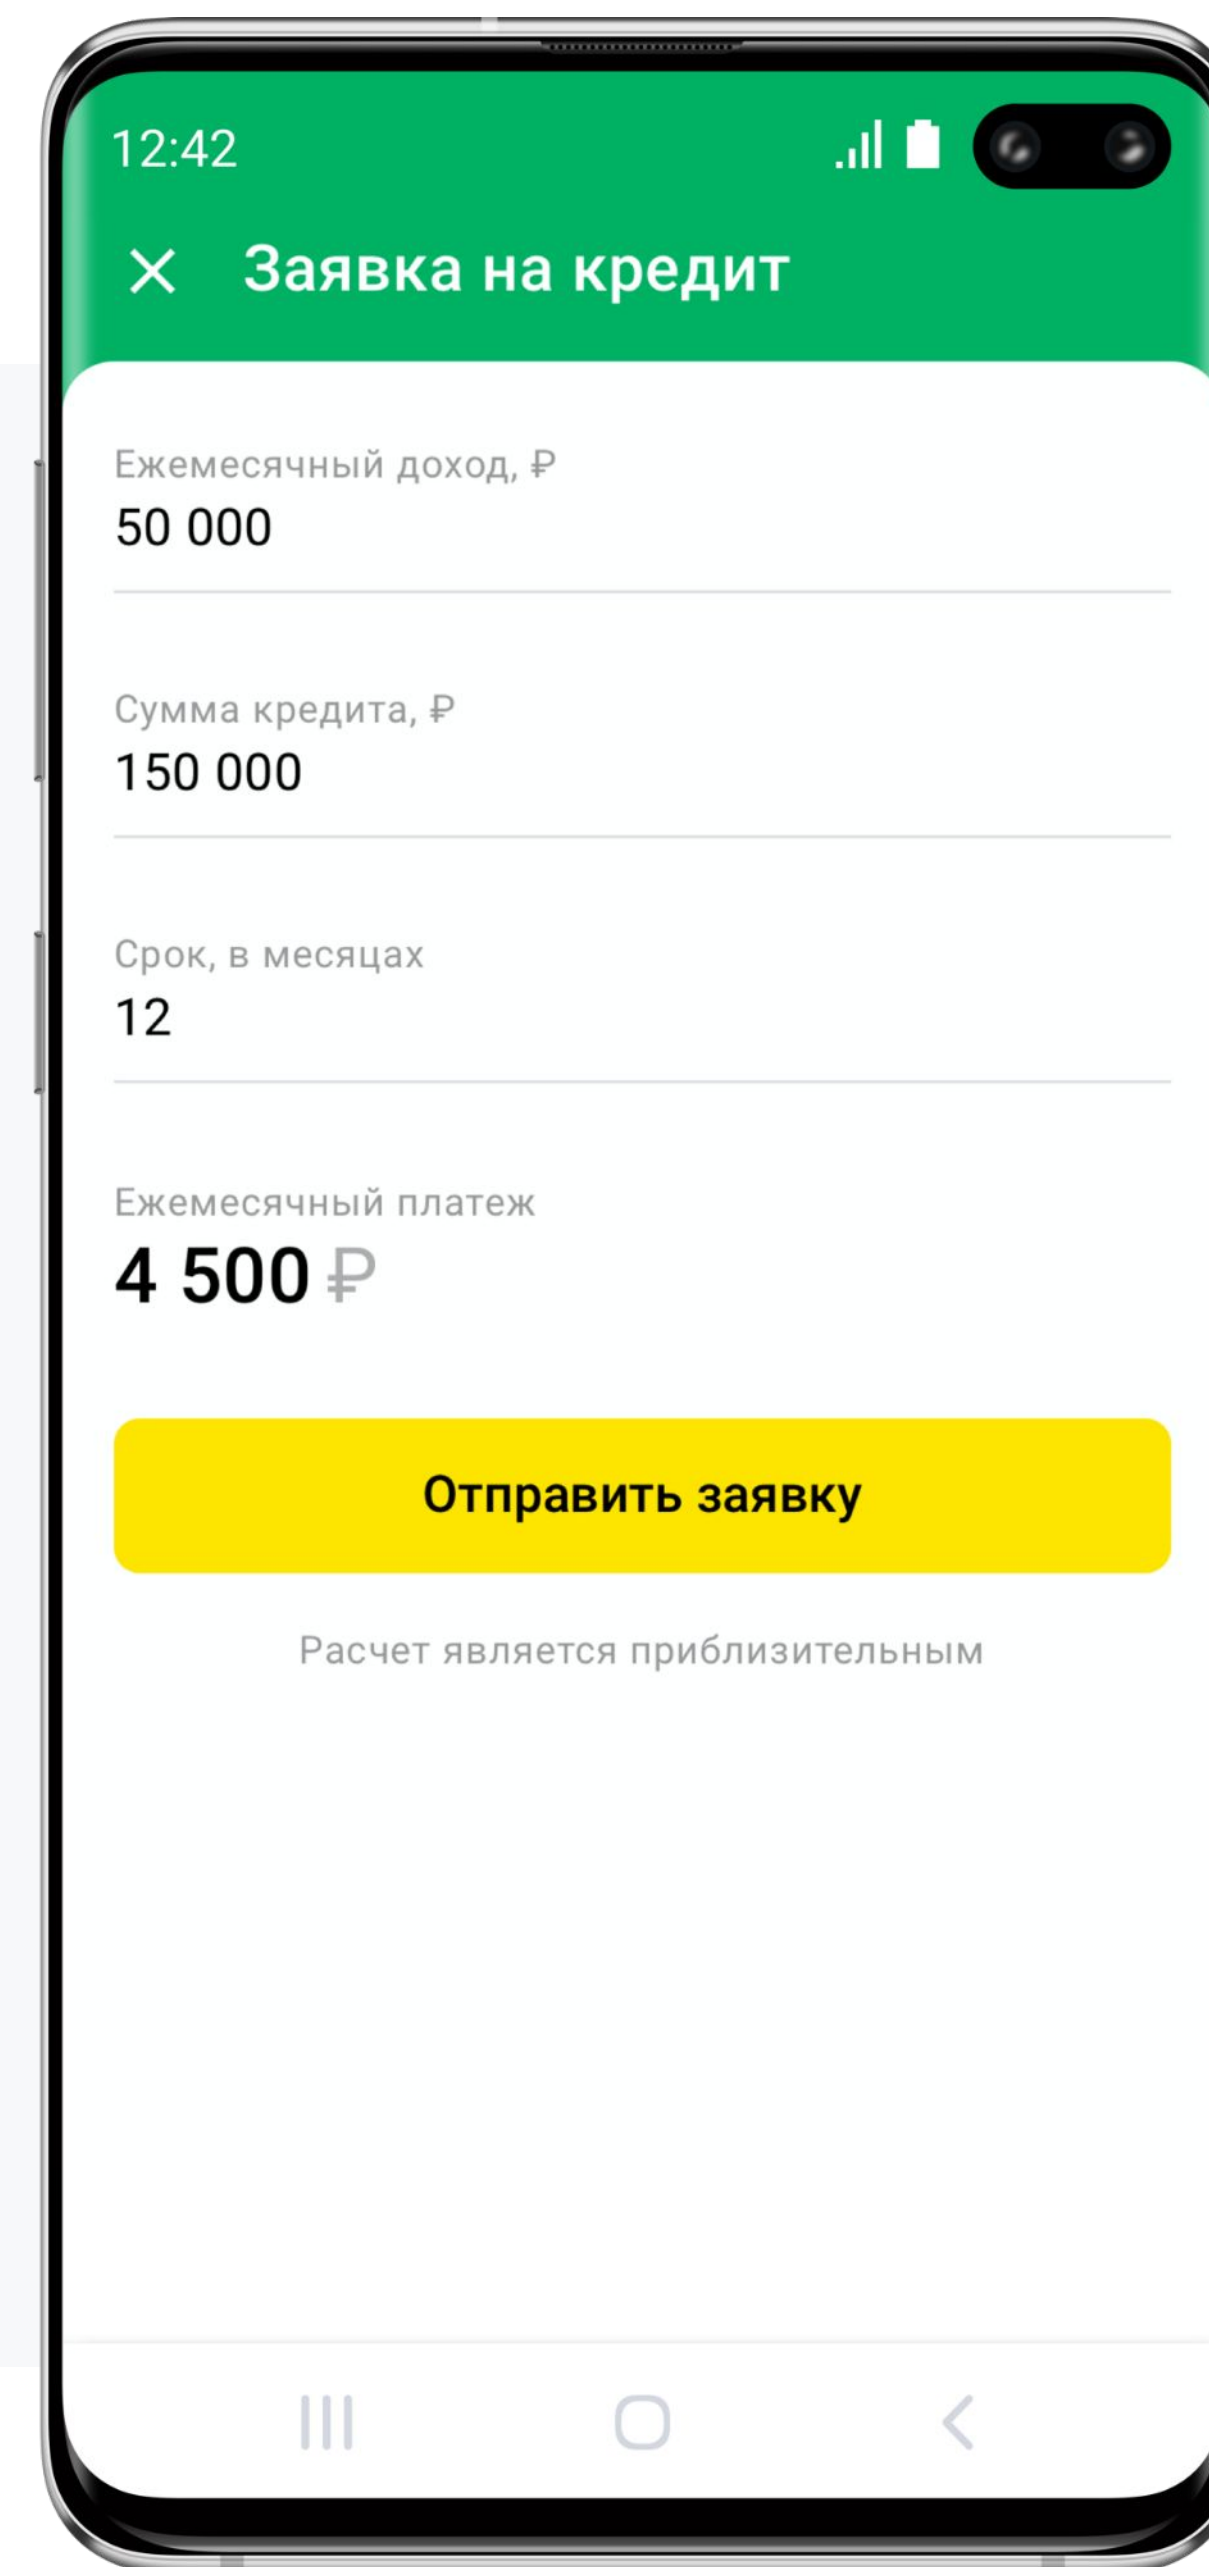 12:42
Заявка на кредит
Ежемесячный доход, ₽
50 000
Сумма кредита, ₽
150 000
Срок, в месяцах
12
Ежемесячный платеж
4 500 ₽
Отправить заявку
Расчет является приблизительным